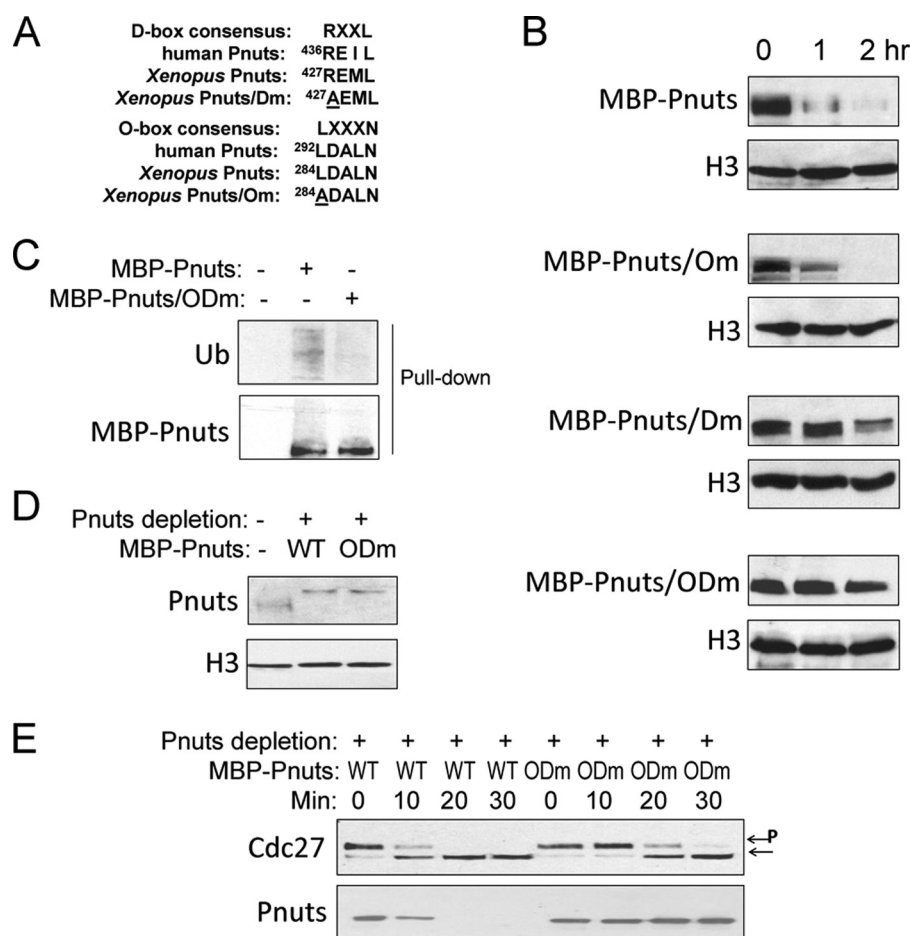 A
D-box consensus: RXXL
human Pnuts: 436REIL
Xenopus Pnuts: 427REML
Xenopus Pnuts/Dm: 427AEML
O-box consensus: LXXXN
human Pnuts: 292LDALN
Xenopus Pnuts: 284LDALN
Xenopus Pnuts/Om: 284ADALN
B
0 1 2 hr
MBP-Pnuts
H3
MBP-Pnuts/Om
H3
MBP-Pnuts/Dm
H3
MBP-Pnuts/ODm
H3
C
MBP-Pnuts: - + -
MBP-Pnuts/ODm: - - +
Ub
MBP-Pnuts
Pull-down
D
Pnuts depletion: - + +
MBP-Pnuts: - WT ODm
Pnuts
H3
E
Pnuts depletion: + + + + + + + +
MBP-Pnuts: WT WT WT WT ODm ODm ODm ODm
Min: 0 10 20 30 0 10 20 30
Cdc27
←P
←
Pnuts